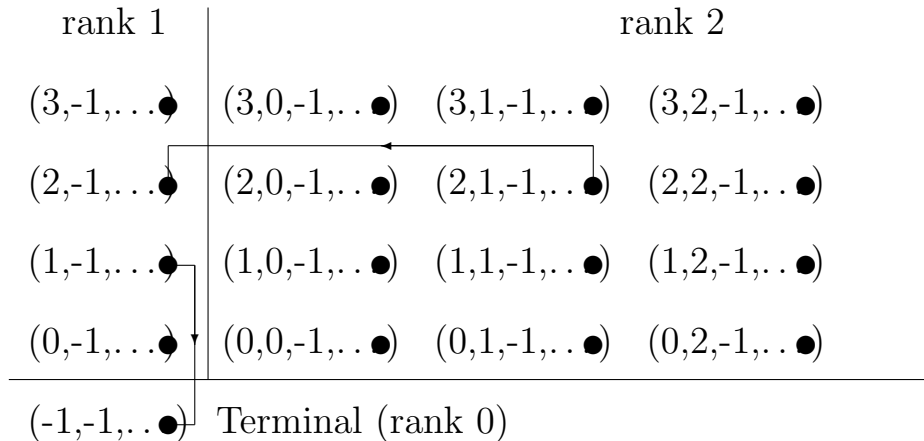 rank 1 rank 2
(3,-1,...) (3,0,-1,...) (3,1,-1,...) (3,2,-1,...)
(2,-1,...) (2,0,-1,...) (2,1,-1,...) (2,2,-1,...)
(1,-1,...) (1,0,-1,...) (1,1,-1,...) (1,2,-1,...)
(0,-1,...) (0,0,-1,...) (0,1,-1,...) (0,2,-1,...)
(-1,-1,...) Terminal (rank 0)